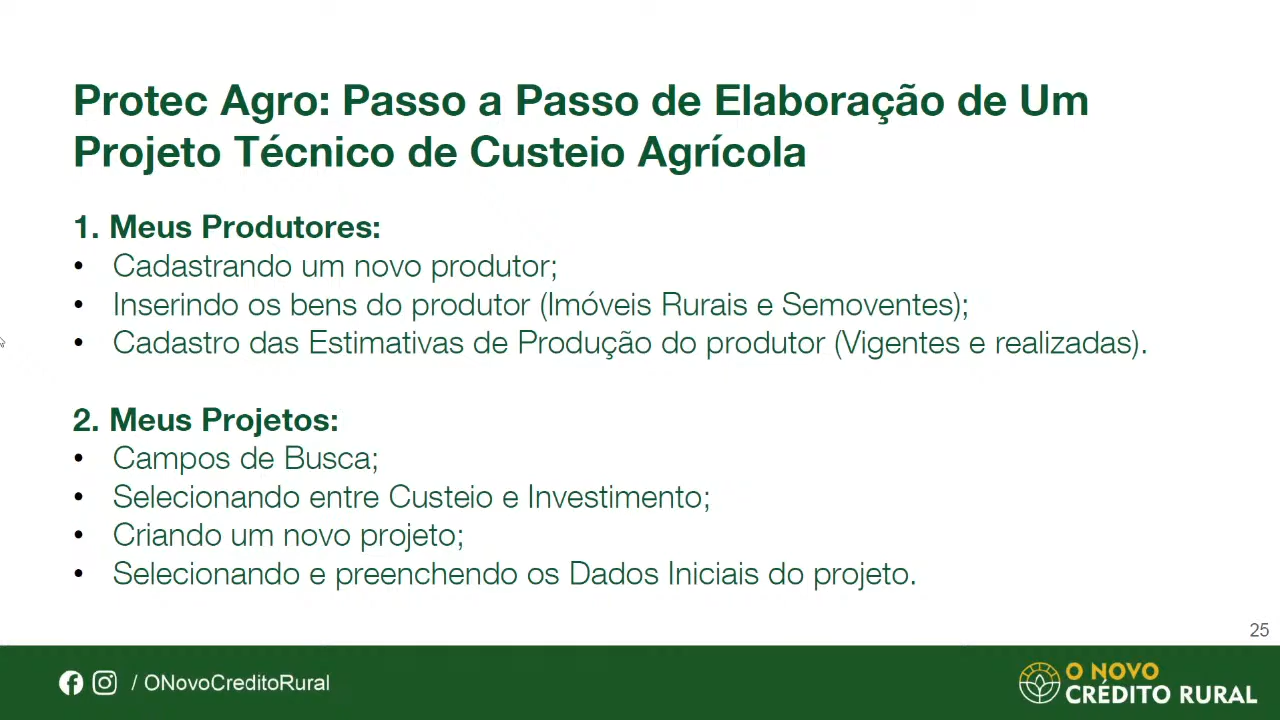 Protec Agro: Passo a Passo de Elaboração de Um
Projeto Técnico de Custeio Agrícola
1. Meus Produtores:
• Cadastrando um novo produtor;
• Inserindo os bens do produtor (Imóveis Rurais e Semoventes);
• Cadastro das Estimativas de Produção do produtor (Vigentes e realizadas).
2. Meus Projetos:
• Campos de Busca;
• Selecionando entre Custeio e Investimento;
• Criando um novo projeto;
• Selecionando e preenchendo os Dados Iniciais do projeto.
25
/ ONovoCreditoRural
O NOVO
CRÉDITO RURAL